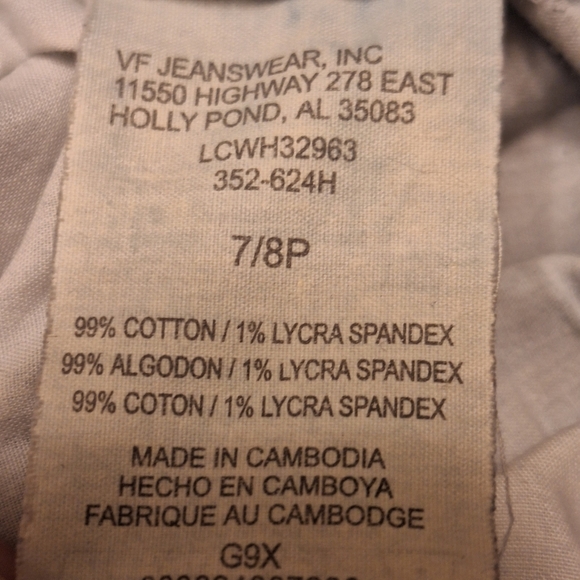 VF JEANSWEAR, INC
11550 HIGHWAY 278 EAST
HOLLY POND, AL 35083
LCWH32963
352-624H
7/8P
99% COTTON / 1% LYCRA SPANDEX
99% ALGODON / 1% LYCRA SPANDEX
99% COTON / 1% LYCRA SPANDEX
MADE IN CAMBODIA
HECHO EN CAMBOYA
FABRIQUE AU CAMBODGE
G9X